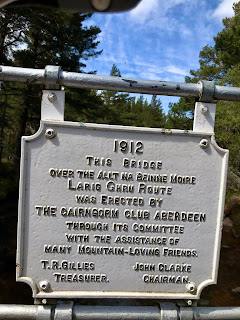 1912
THIS BRIDGE
OVER THE ALLT NA BEINNE MOIRE
LARIG GHRU ROUTE
WAS ERECTED BY
THE CAIRNGORM CLUB ABERDEEN
THROUGH ITS COMMITTEE
WITH THE ASSISTANCE OF
MANY MOUNTAIN-LOVING FRIENDS.
T.R.GILLIES JOHN CLARKE
TREASURER. CHAIRMAN.